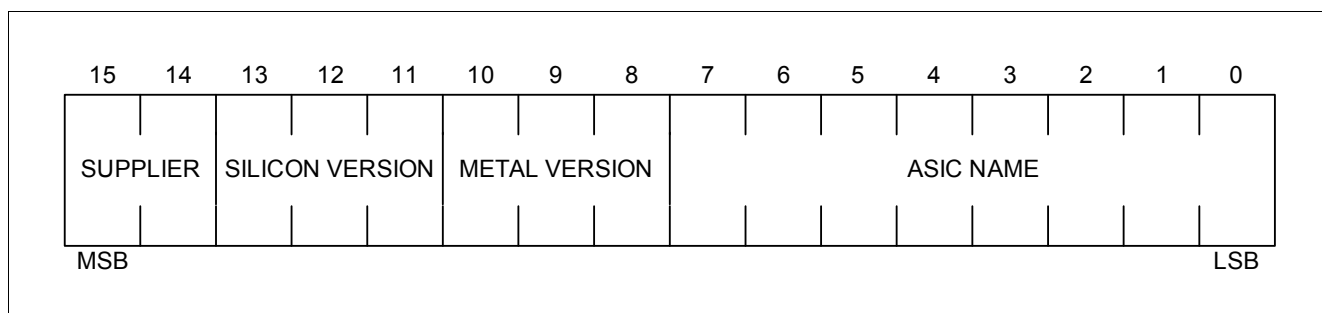 15 14 13 12 11 10 9 8 7 6 5 4 3 2 1 0
SUPPLIER SILICON VERSION METAL VERSION ASIC NAME
MSB LSB